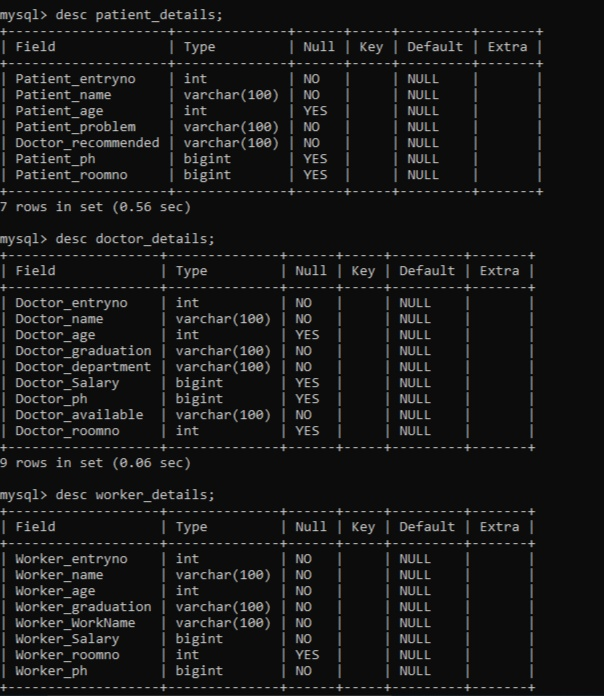 mysql> desc patient_details;
+--------------------+--------------+------+-----+---------+-------+
| Field              | Type         | Null | Key | Default | Extra |
+--------------------+--------------+------+-----+---------+-------+
| Patient_entryno    | int          | NO   |     | NULL    |       |
| Patient_name       | varchar(100) | NO   |     | NULL    |       |
| Patient_age        | int          | YES  |     | NULL    |       |
| Patient_problem    | varchar(100) | NO   |     | NULL    |       |
| Doctor_recommended | varchar(100) | NO   |     | NULL    |       |
| Patient_ph         | bigint       | YES  |     | NULL    |       |
| Patient_roomno     | bigint       | YES  |     | NULL    |       |
+--------------------+--------------+------+-----+---------+-------+
7 rows in set (0.56 sec)
mysql> desc doctor_details;
+-------------------+--------------+------+-----+---------+-------+
| Field             | Type         | Null | Key | Default | Extra |
+-------------------+--------------+------+-----+---------+-------+
| Doctor_entryno    | int          | NO   |     | NULL    |       |
| Doctor_name       | varchar(100) | NO   |     | NULL    |       |
| Doctor_age        | int          | YES  |     | NULL    |       |
| Doctor_graduation | varchar(100) | NO   |     | NULL    |       |
| Doctor_department | varchar(100) | NO   |     | NULL    |       |
| Doctor_Salary     | bigint       | YES  |     | NULL    |       |
| Doctor_ph         | bigint       | YES  |     | NULL    |       |
| Doctor_available  | varchar(100) | NO   |     | NULL    |       |
| Doctor_roomno     | int          | YES  |     | NULL    |       |
+-------------------+--------------+------+-----+---------+-------+
9 rows in set (0.06 sec)
mysql> desc worker_details;
+-------------------+--------------+------+-----+---------+-------+
| Field             | Type         | Null | Key | Default | Extra |
+-------------------+--------------+------+-----+---------+-------+
| Worker_entryno    | int          | NO   |     | NULL    |       |
| Worker_name       | varchar(100) | NO   |     | NULL    |       |
| Worker_age        | int          | NO   |     | NULL    |       |
| Worker_graduation | varchar(100) | NO   |     | NULL    |       |
| Worker_WorkName   | varchar(100) | NO   |     | NULL    |       |
| Worker_Salary     | bigint       | NO   |     | NULL    |       |
| Worker_roomno     | int          | YES  |     | NULL    |       |
| Worker_ph         | bigint       | NO   |     | NULL    |       |
+-------------------+--------------+------+-----+---------+-------+